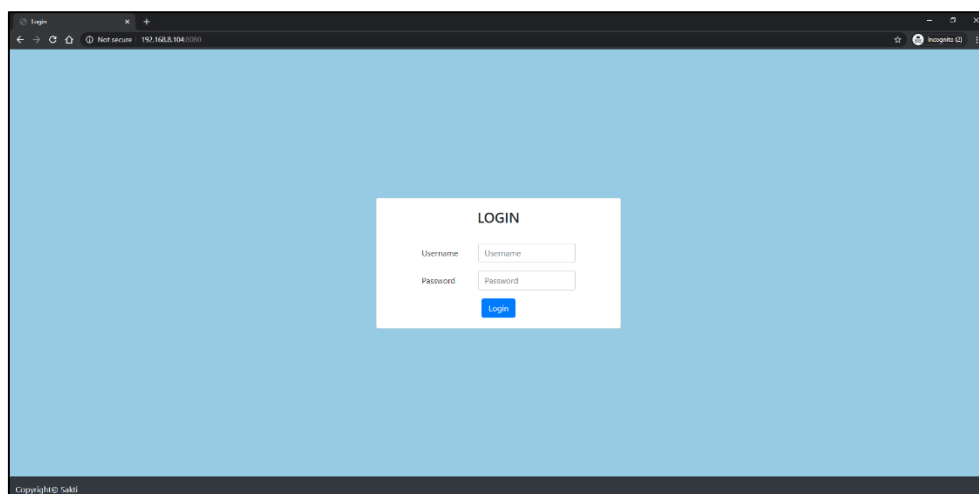 Login
Not secure 192.168.8.104:8080
Incognito (2)
LOGIN
Username Username
Password Password
Login
Copyright© Sakti